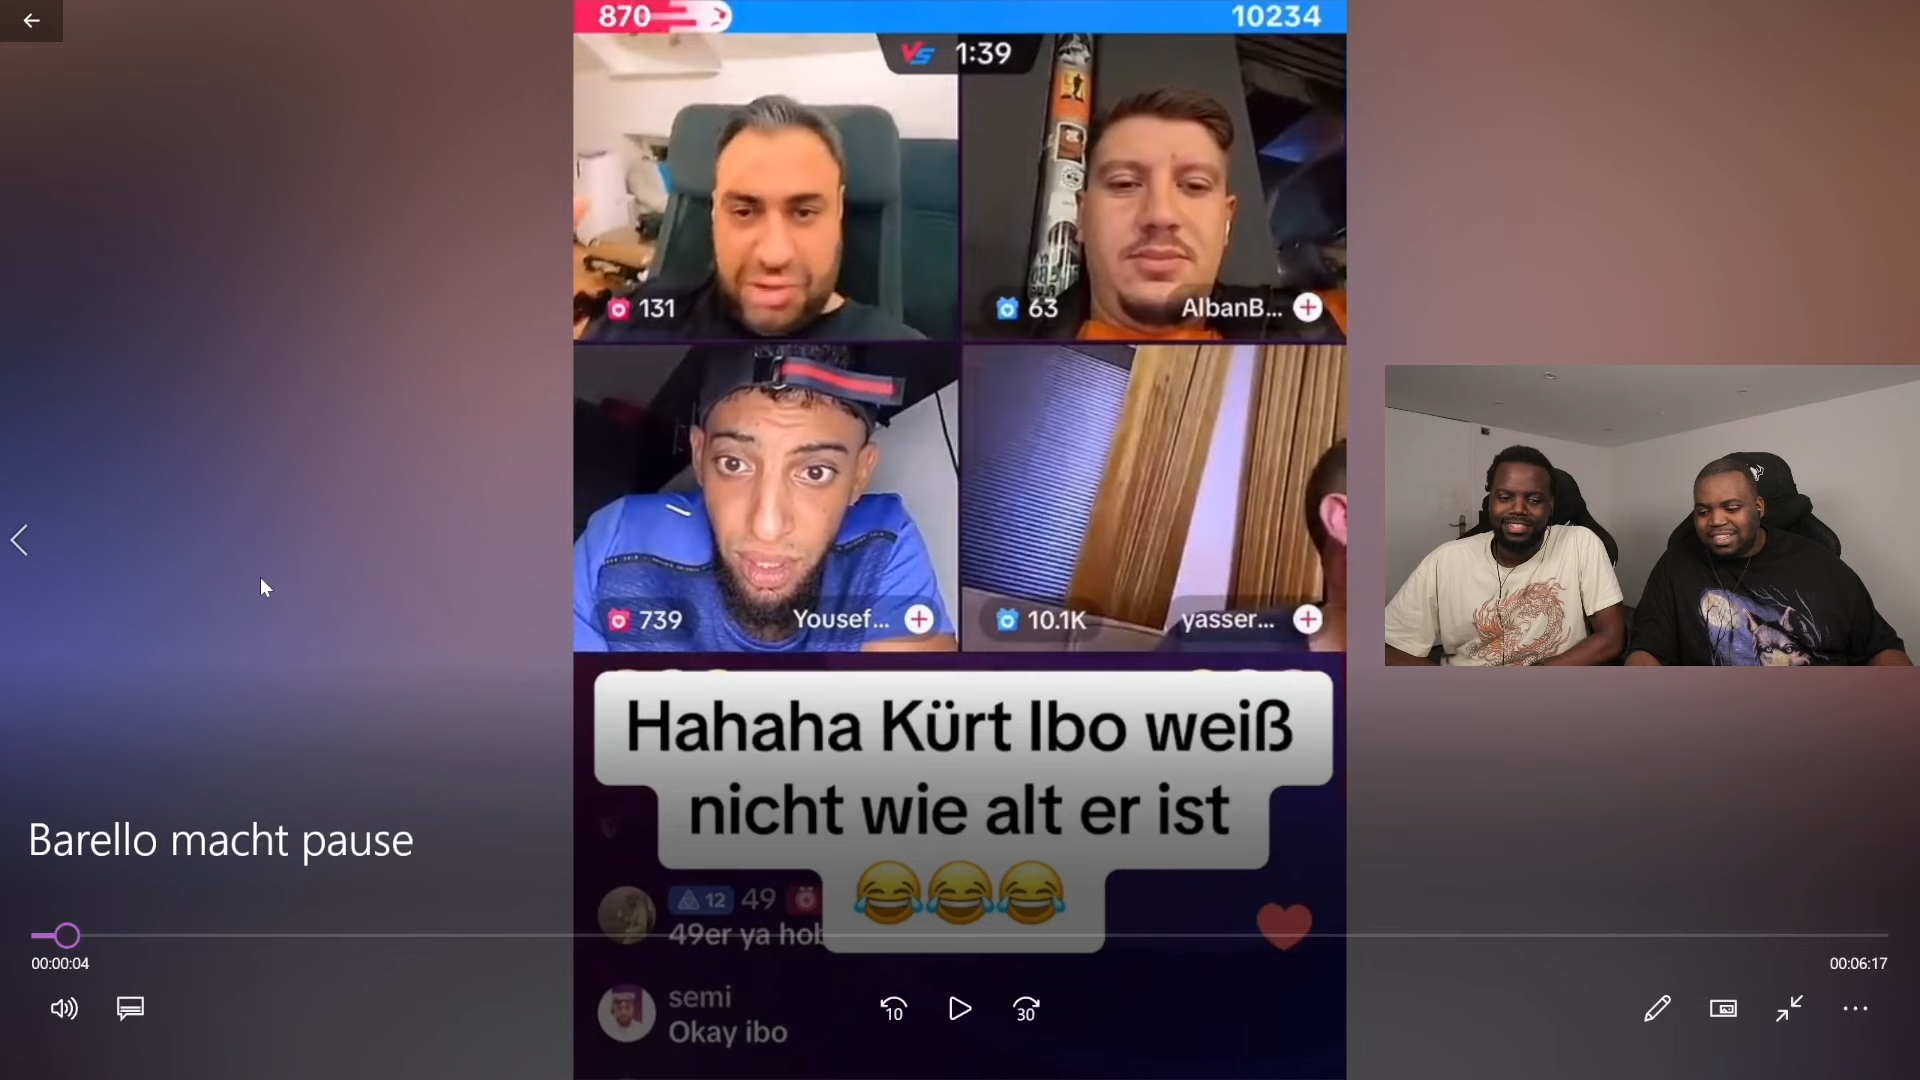 870
10234
VS 1:39
131
63
AlbanB...
739
Yousef...
10.1K
yasser...
Hahaha Kürt Ibo weiß
nicht wie alt er ist
😂😂😂
Barello macht pause
12 49
49er ya hob
semi
Okay ibo
00:00:04
00:06:17
10
30